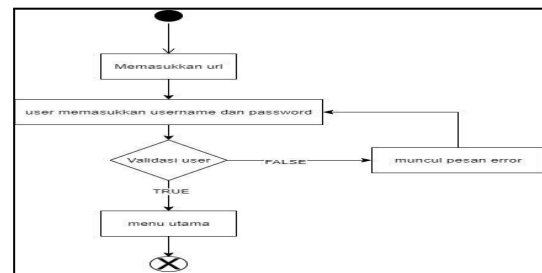 Memasukkan url
user memasukkan username dan password
Validasi user
FALSE
muncul pesan error
TRUE
menu utama